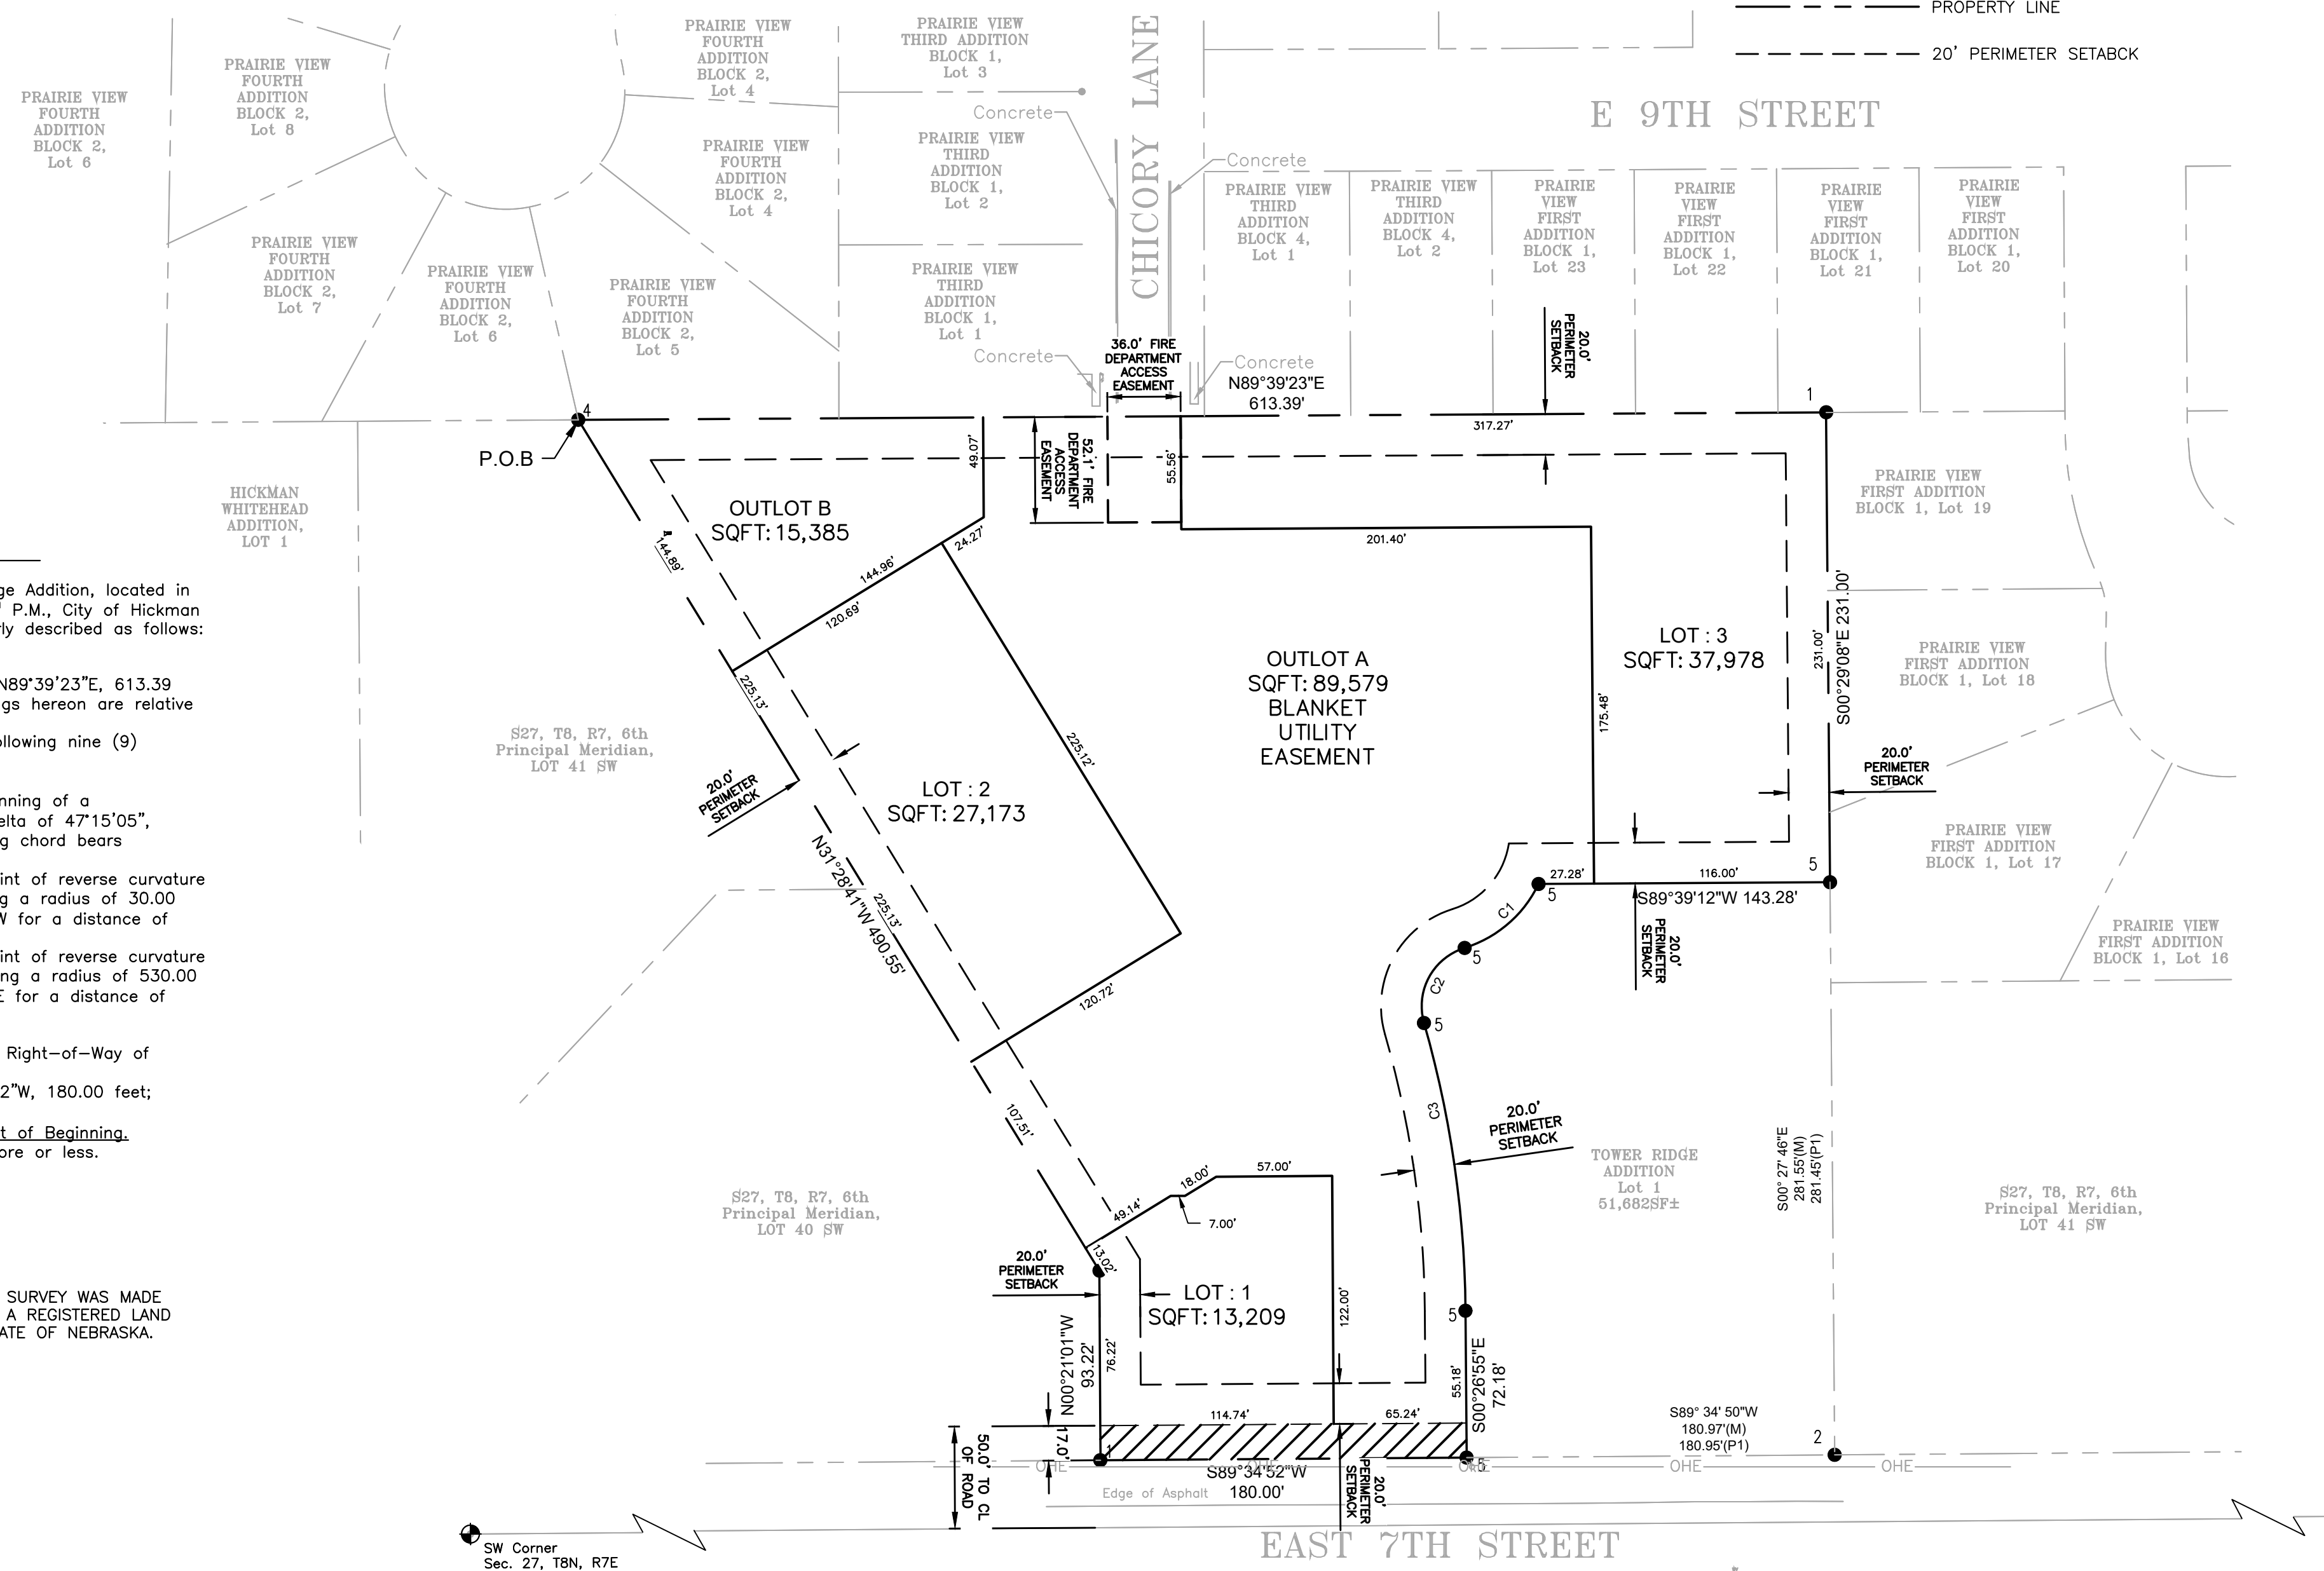 PROPERTY LINE
20' PERIMETER SETABCK
E 9TH STREET
CHICORY LANE
PRAIRIE VIEW
FOURTH
ADDITION
BLOCK 2,
Lot 6
PRAIRIE VIEW
FOURTH
ADDITION
BLOCK 2,
Lot 8
PRAIRIE VIEW
FOURTH
ADDITION
BLOCK 2,
Lot 4
PRAIRIE VIEW
THIRD ADDITION
BLOCK 1,
Lot 3
Concrete
PRAIRIE VIEW
FOURTH
ADDITION
BLOCK 2,
Lot 4
PRAIRIE VIEW
THIRD
ADDITION
BLOCK 1,
Lot 2
Concrete
PRAIRIE VIEW
THIRD
ADDITION
BLOCK 4,
Lot 1
PRAIRIE VIEW
THIRD
ADDITION
BLOCK 4,
Lot 2
PRAIRIE
VIEW
FIRST
ADDITION
BLOCK 1,
Lot 23
PRAIRIE
VIEW
FIRST
ADDITION
BLOCK 1,
Lot 22
PRAIRIE
VIEW
FIRST
ADDITION
BLOCK 1,
Lot 21
PRAIRIE
VIEW
FIRST
ADDITION
BLOCK 1,
Lot 20
PRAIRIE VIEW
FOURTH
ADDITION
BLOCK 2,
Lot 7
PRAIRIE VIEW
FOURTH
ADDITION
BLOCK 2,
Lot 6
PRAIRIE VIEW
FOURTH
ADDITION
BLOCK 2,
Lot 5
PRAIRIE VIEW
THIRD
ADDITION
BLOCK 1,
Lot 1
Concrete
36.0' FIRE
DEPARTMENT
ACCESS
EASEMENT
Concrete
N89°39'23"E
613.39'
20.0'
PERIMETER
SETBACK
1
4
P.O.B
317.27'
49.07'
52.1' FIRE
DEPARTMENT
ACCESS
EASEMENT
55.56'
HICKMAN
WHITEHEAD
ADDITION,
LOT 1
OUTLOT B
SQFT: 15,385
144.89'
24.27'
144.96'
120.69'
201.40'
PRAIRIE VIEW
FIRST ADDITION
BLOCK 1, Lot 19
ge Addition, located in
P.M., City of Hickman
rly described as follows:
N89°39'23"E, 613.39
ngs hereon are relative
ollowing nine (9)
nning of a
elta of 47°15'05",
g chord bears
int of reverse curvature
ng a radius of 30.00
W for a distance of
int of reverse curvature
ing a radius of 530.00
E for a distance of
Right-of-Way of
2"W, 180.00 feet;
t of Beginning.
ore or less.
OUTLOT A
SQFT: 89,579
BLANKET
UTILITY
EASEMENT
LOT : 3
SQFT: 37,978
231.00'
S00°29'08"E 231.00'
PRAIRIE VIEW
FIRST ADDITION
BLOCK 1, Lot 18
225.13'
225.12'
175.48'
S27, T8, R7, 6th
Principal Meridian,
LOT 41 SW
20.0'
PERIMETER
SETBACK
20.0'
PERIMETER
SETBACK
LOT : 2
SQFT: 27,173
PRAIRIE VIEW
FIRST ADDITION
BLOCK 1, Lot 17
N31°28'41"W 490.55'
225.13'
27.28'
116.00'
5
5
S89°39'12"W 143.28'
C1
5
20.0'
PERIMETER
SETBACK
PRAIRIE VIEW
FIRST ADDITION
BLOCK 1, Lot 16
120.72'
C2
5
107.51'
C3
20.0'
PERIMETER
SETBACK
TOWER RIDGE
ADDITION
Lot 1
51,682SF±
S00° 27' 46"E
281.55'(M)
281.45'(P1)
S27, T8, R7, 6th
Principal Meridian,
LOT 40 SW
S27, T8, R7, 6th
Principal Meridian,
LOT 41 SW
57.00'
18.00'
49.14'
7.00'
13.02'
20.0'
PERIMETER
SETBACK
SURVEY WAS MADE
A REGISTERED LAND
ATE OF NEBRASKA.
LOT : 1
SQFT: 13,209
122.00'
5
N00°21'01"W
93.22'
76.22'
55.18'
S00°26'55"E
72.18'
114.74'
65.24'
S89° 34' 50"W
180.97'(M)
180.95'(P1)
2
17.0'
50.0' TO CL
OF ROAD
1
5
OHE
OHE
OHE
OHE
OHE
S89°34'52"W
180.00'
20.0'
PERIMETER
SETBACK
Edge of Asphalt
EAST 7TH STREET
SW Corner
Sec. 27, T8N, R7E